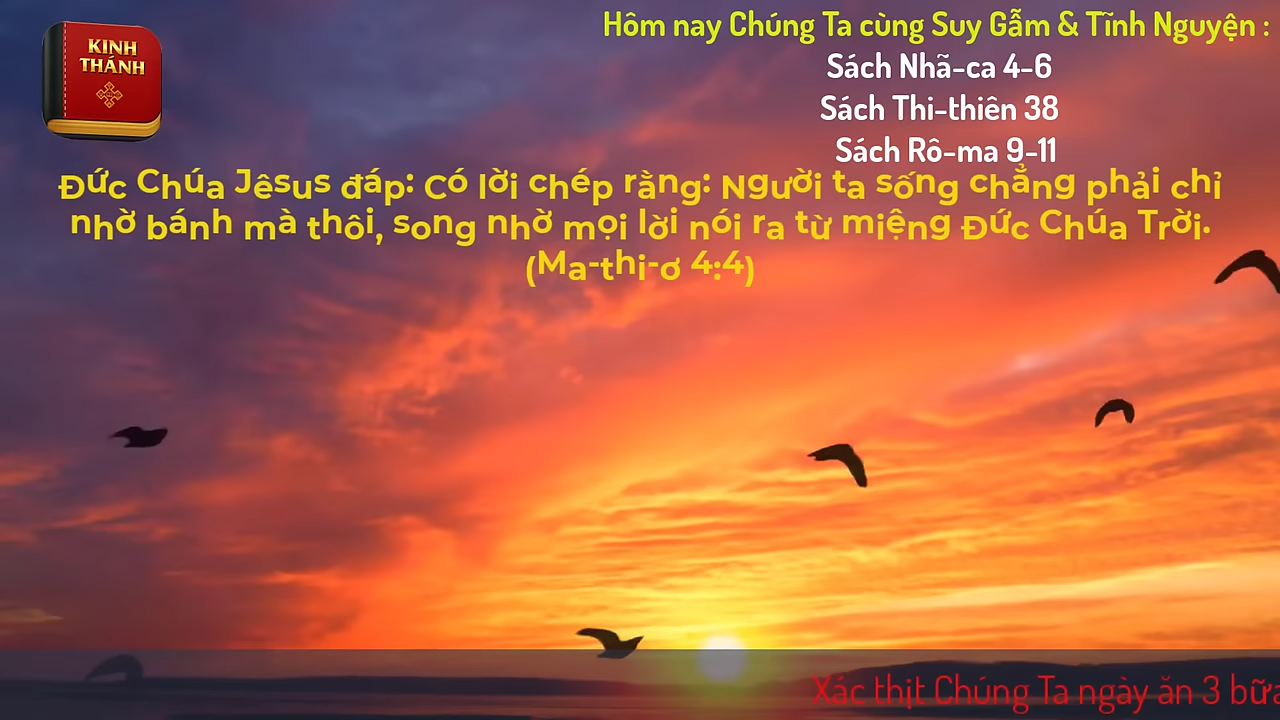 KINH
THÁNH
Hôm nay Chúng Ta cùng Suy Gẫm & Tĩnh Nguyện :
Sách Nhã-ca 4-6
Sách Thi-thiên 38
Sách Rô-ma 9-11
Đức Chúa Jêsus đáp: Có lời chép rằng: Người ta sống chẳng phải chỉ
nhờ bánh mà thôi, song nhờ mọi lời nói ra từ miệng Đức Chúa Trời.
(Ma-thi-ơ 4:4)
Xác thịt Chúng Ta ngày ăn 3 bữa